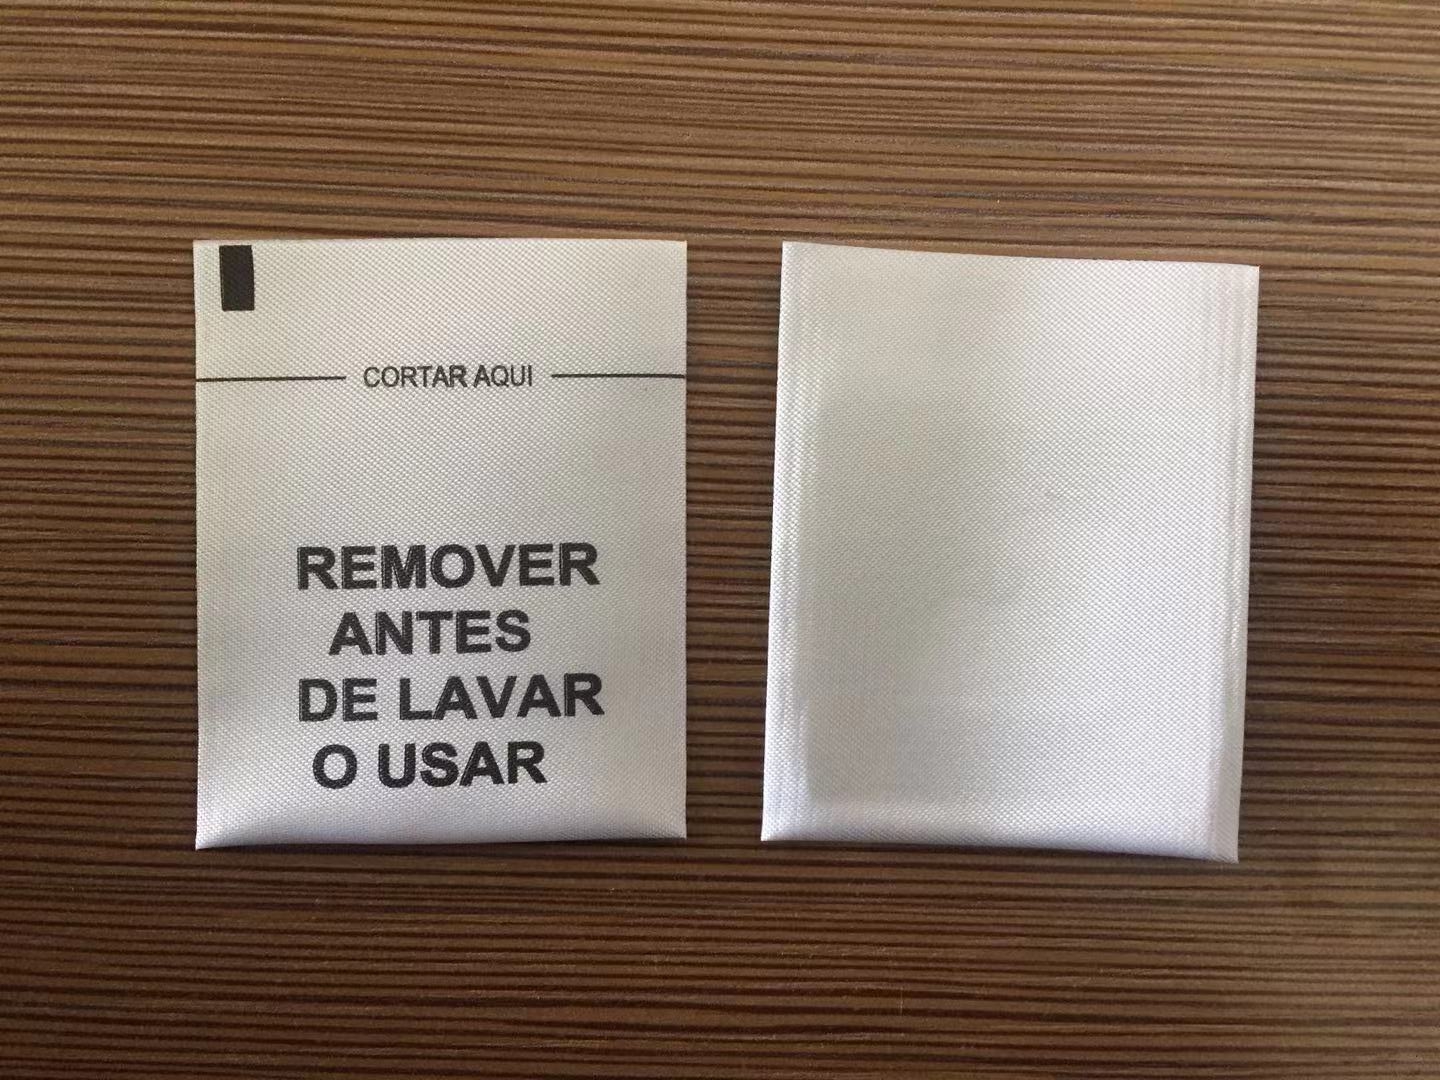 CORTAR AQUI
REMOVER
ANTES
DE LAVAR
O USAR